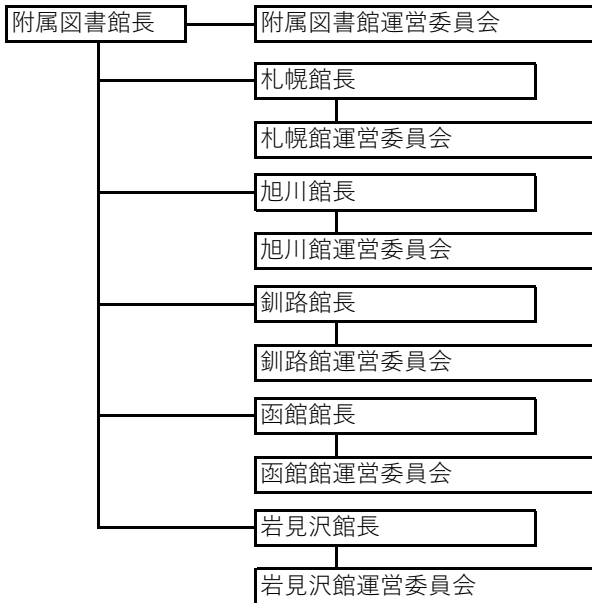 附属図書館長
附属図書館運営委員会
札幌館長
札幌館運営委員会
旭川館長
旭川館運営委員会
釧路館長
釧路館運営委員会
函館館長
函館館運営委員会
岩見沢館長
岩見沢館運営委員会